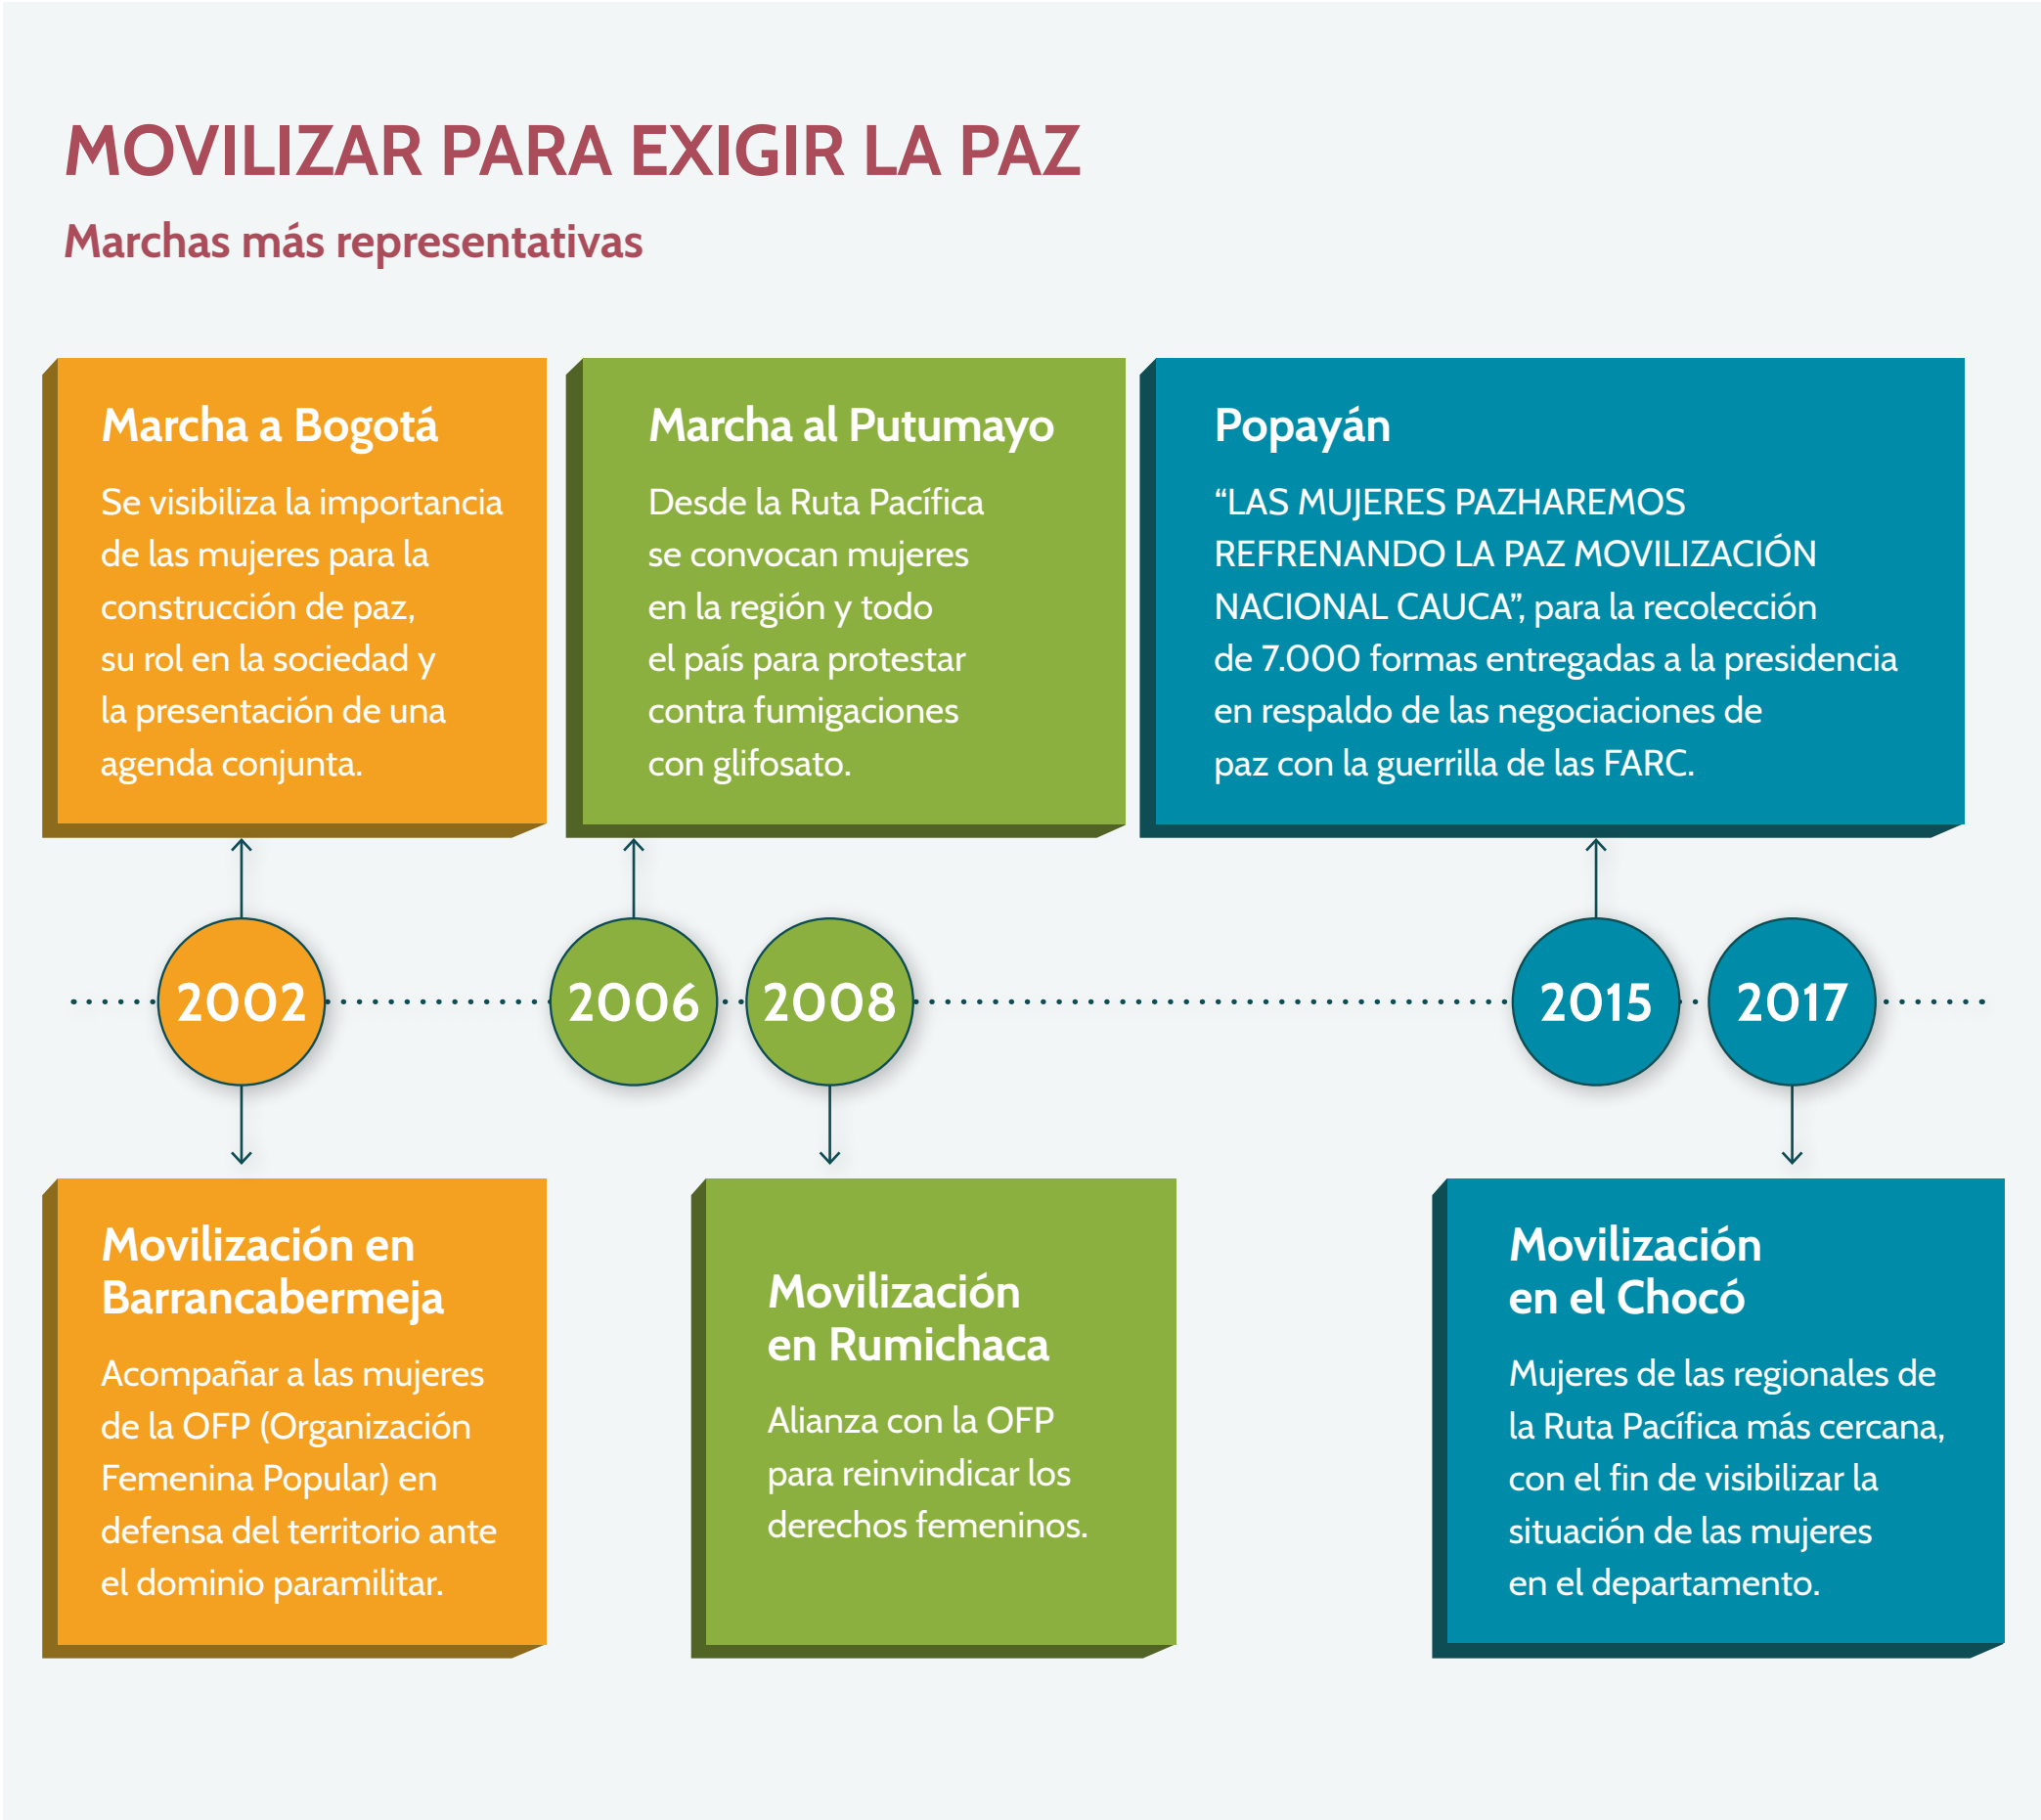 MOVILIZAR PARA EXIGIR LA PAZ
Marchas más representativas
Marcha a Bogotá
Se visibiliza la importancia
de las mujeres para la
construcción de paz,
su rol en la sociedad y
la presentación de una
agenda conjunta.
Marcha al Putumayo
Desde la Ruta Pacífica
se convocan mujeres
en la región y todo
el país para protestar
contra fumigaciones
con glifosato.
Popayán
“LAS MUJERES PAZHAREMOS
REFRENANDO LA PAZ MOVILIZACIÓN
NACIONAL CAUCA”, para la recolección
de 7.000 formas entregadas a la presidencia
en respaldo de las negociaciones de
paz con la guerrilla de las FARC.
2002
2006
2008
2015
2017
Movilización en
Barrancabermeja
Acompañar a las mujeres
de la OFP (Organización
Femenina Popular) en
defensa del territorio ante
el dominio paramilitar.
Movilización
en Rumichaca
Alianza con la OFP
para reinvindicar los
derechos femeninos.
Movilización
en el Chocó
Mujeres de las regionales de
la Ruta Pacífica más cercana,
con el fin de visibilizar la
situación de las mujeres
en el departamento.